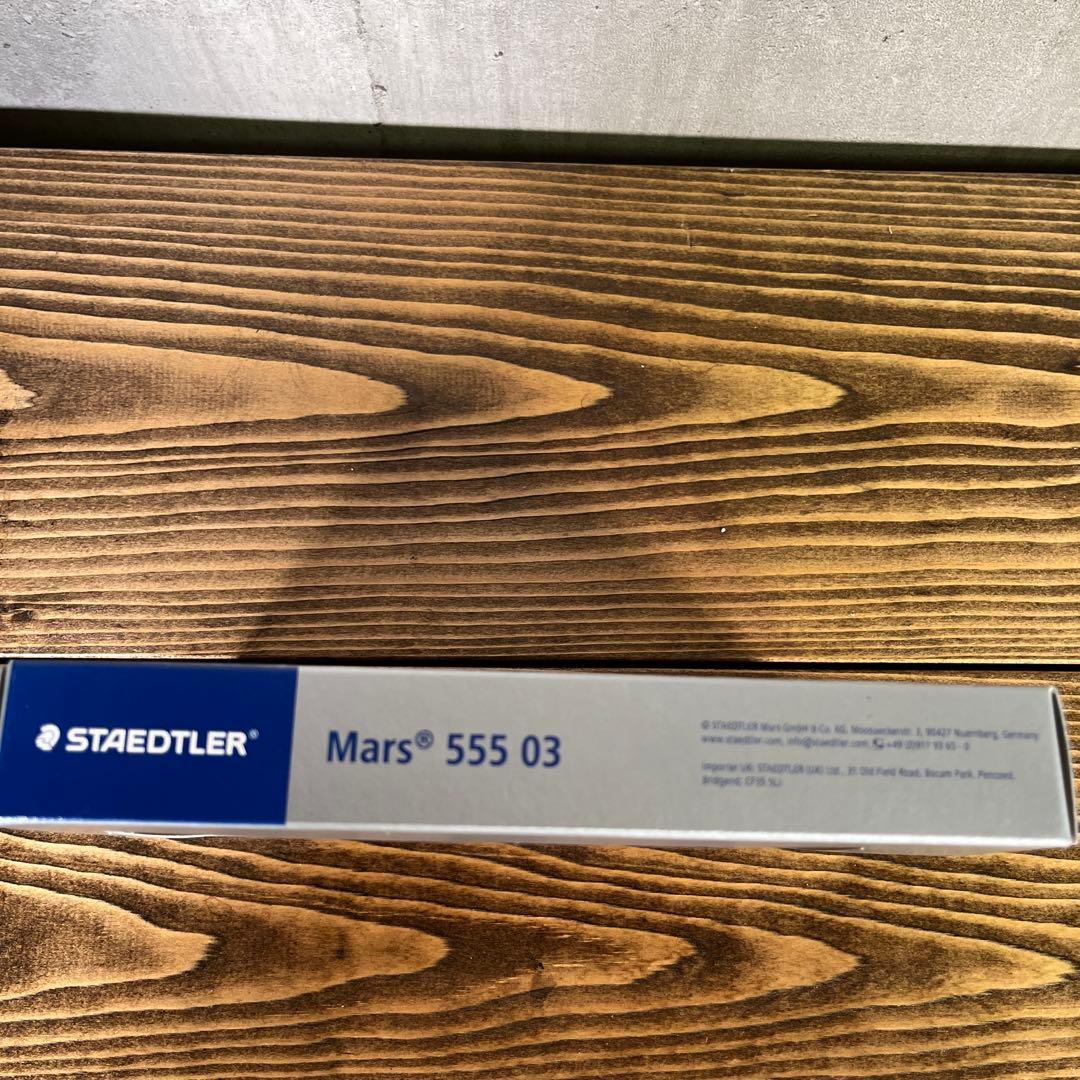 STAEDTLER®
Mars® 555 03
© STAEDTLER Mars GmbH & Co. KG, Moosaeckerstr. 3, 90427 Nuernberg, Germany
www.staedtler.com, info@staedtler.com, +49 (0)911 93 65 - 0
Importer UK: STAEDTLER (UK) Ltd., 31 Old Field Road, Bocam Park, Pencoed,
Bridgend, CF35 5LJ